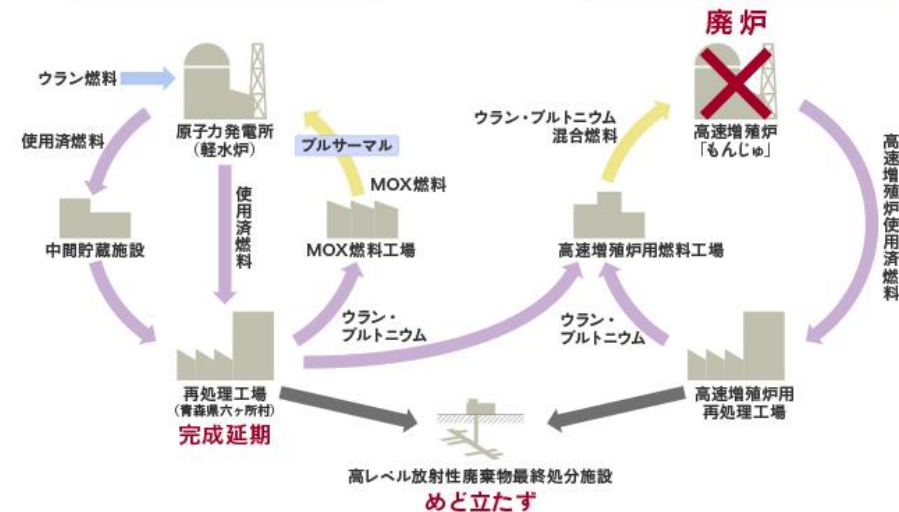 廃炉
ウラン燃料
使用済燃料
原子力発電所
（軽水炉）
プルサーマル
MOX燃料
使用済燃料
中間貯蔵施設
MOX燃料工場
ウラン・プルトニウム
混合燃料
高速増殖炉
「もんじゅ」
高速増殖炉使用済燃料
高速増殖炉用燃料工場
ウラン・
プルトニウム
ウラン・
プルトニウム
再処理工場
（青森県六ヶ所村）
完成延期
高速増殖炉用
再処理工場
高レベル放射性廃棄物最終処分施設
めど立たず